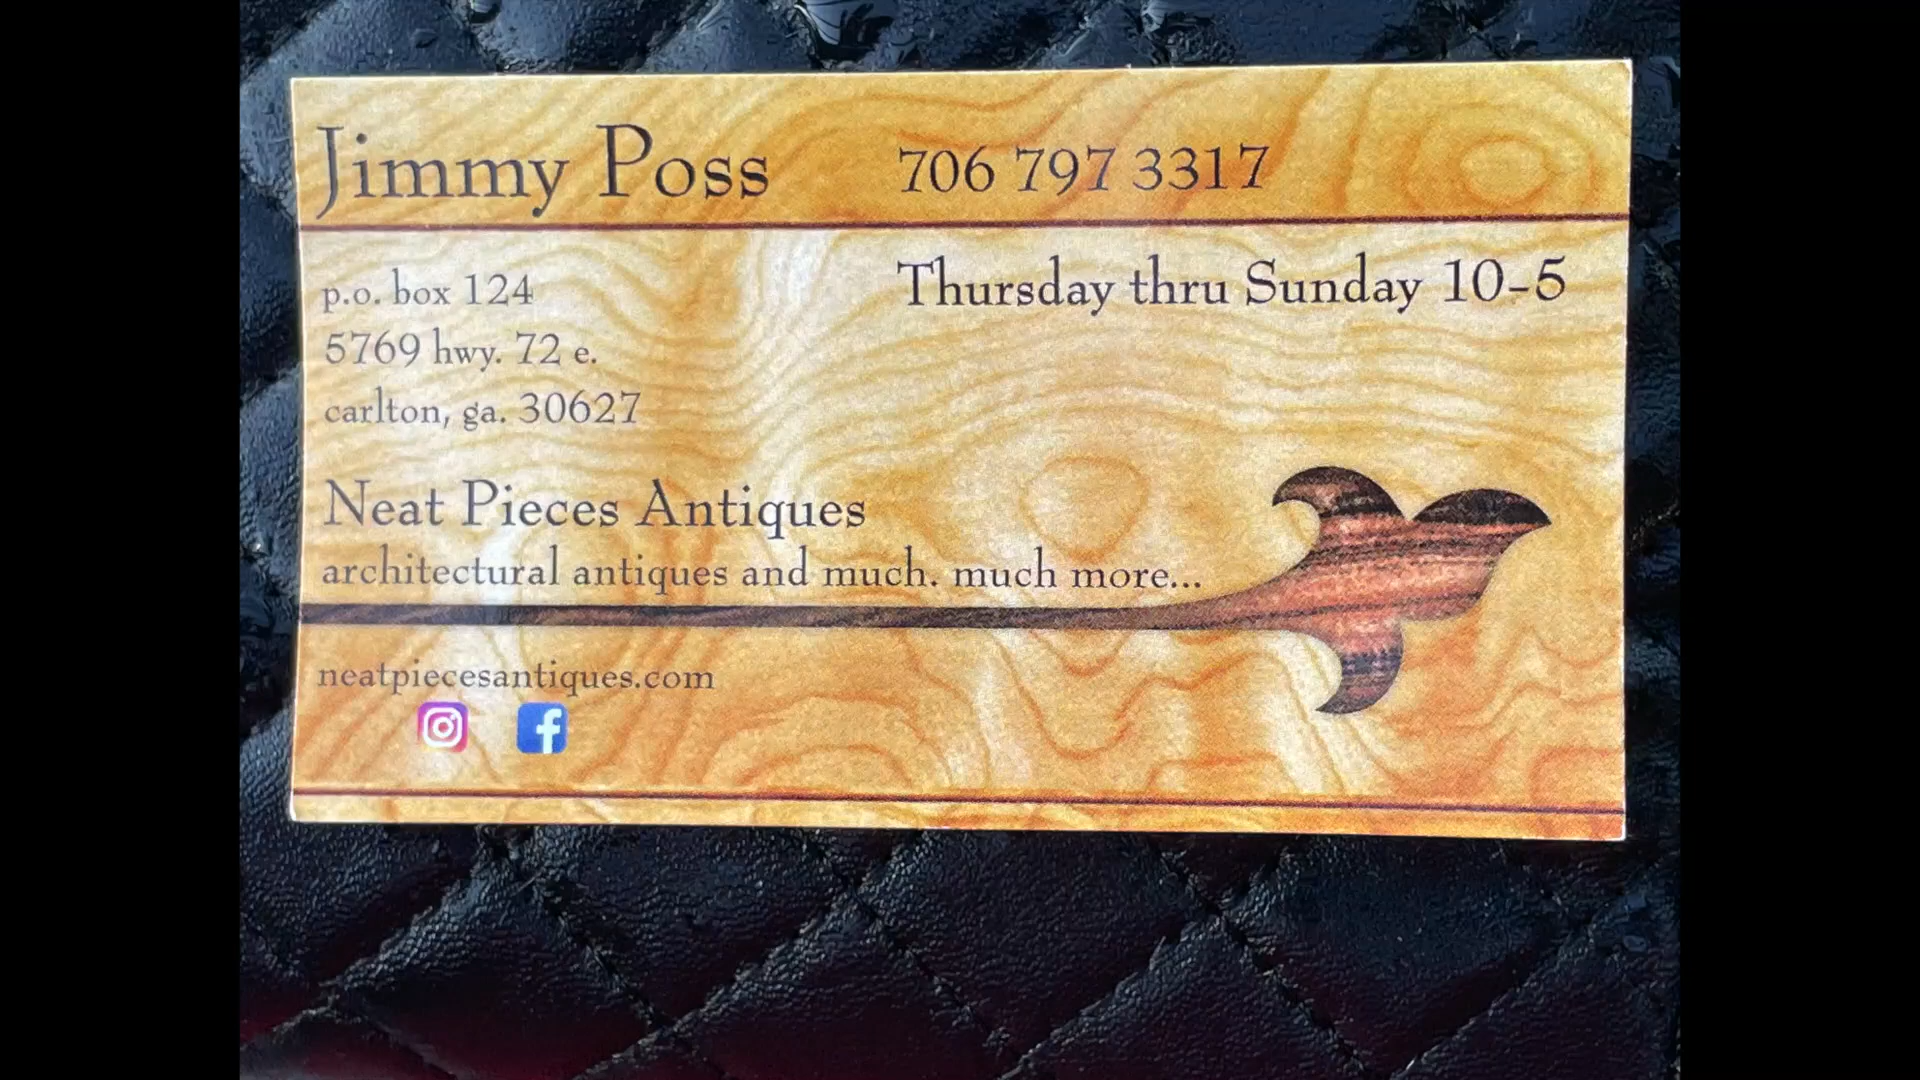 Jimmy Poss 706 797 3317
Thursday thru Sunday 10-5
p.o. box 124
5769 hwy. 72 e.
carlton, ga. 30627
Neat Pieces Antiques
architectural antiques and much. much more...
neatpiecesantiques.com